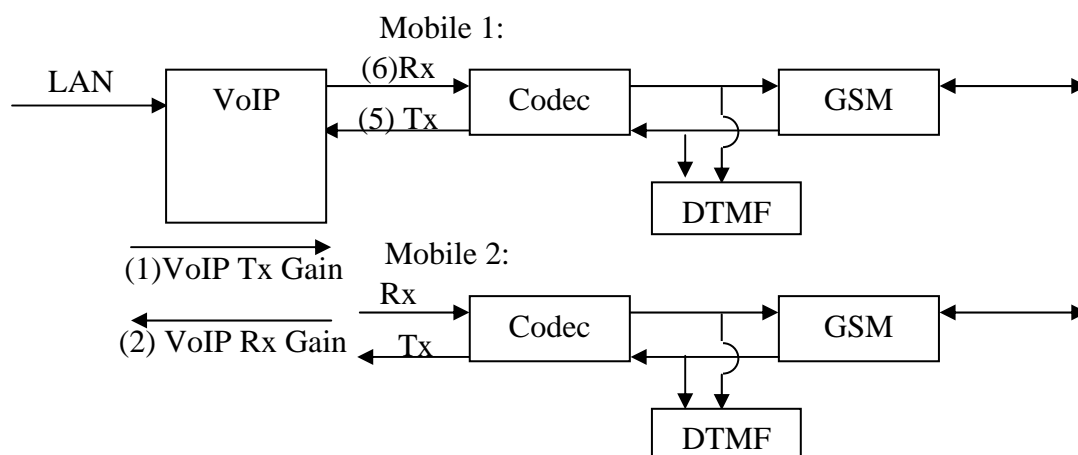 Mobile 1:
LAN
VoIP
(6)Rx
(5) Tx
Codec
GSM
DTMF
(1)VoIP Tx Gain
(2) VoIP Rx Gain
Mobile 2:
Rx
Tx
Codec
GSM
DTMF